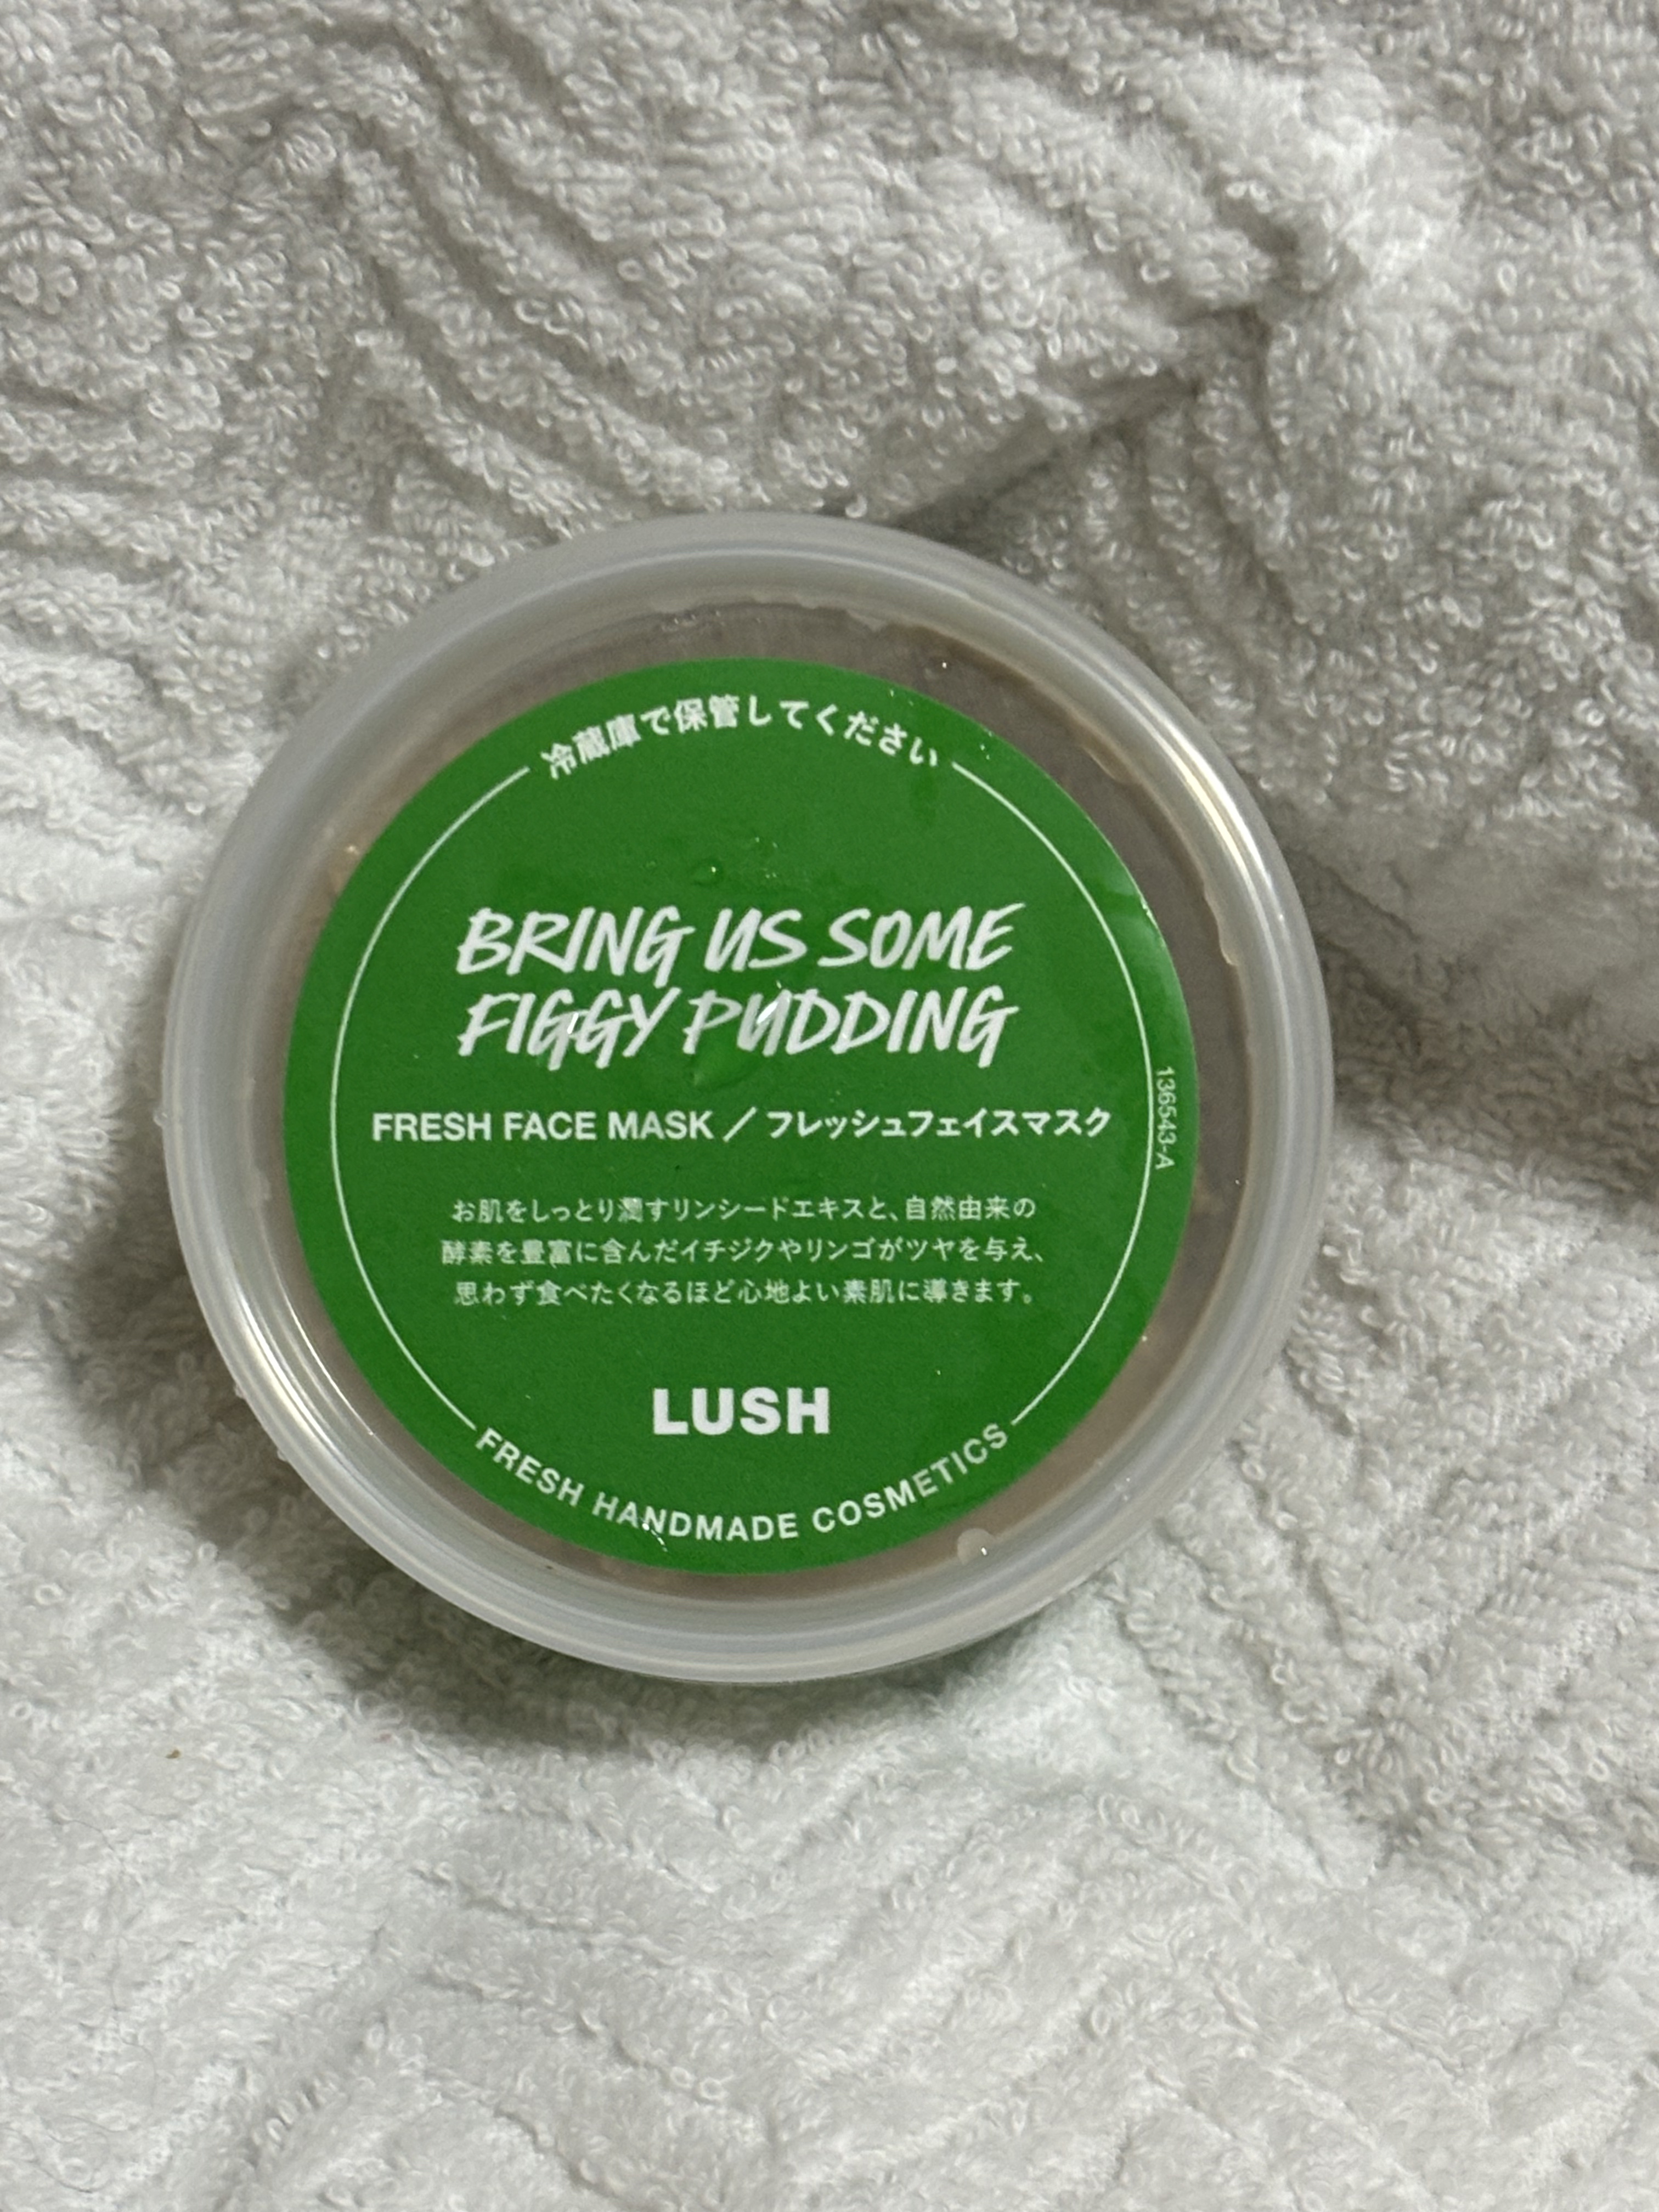 冷蔵庫で保管してください
BRING US SOME
FIGGY PUDDING
FRESH FACE MASK／フレッシュフェイスマスク
お肌をしっとり潤すリンシードエキスと、自然由来の
酵素を豊富に含んだイチジクやリンゴがツヤを与え、
思わず食べたくなるほど心地よい素肌に導きます。
LUSH
FRESH HANDMADE COSMETICS
136543-A